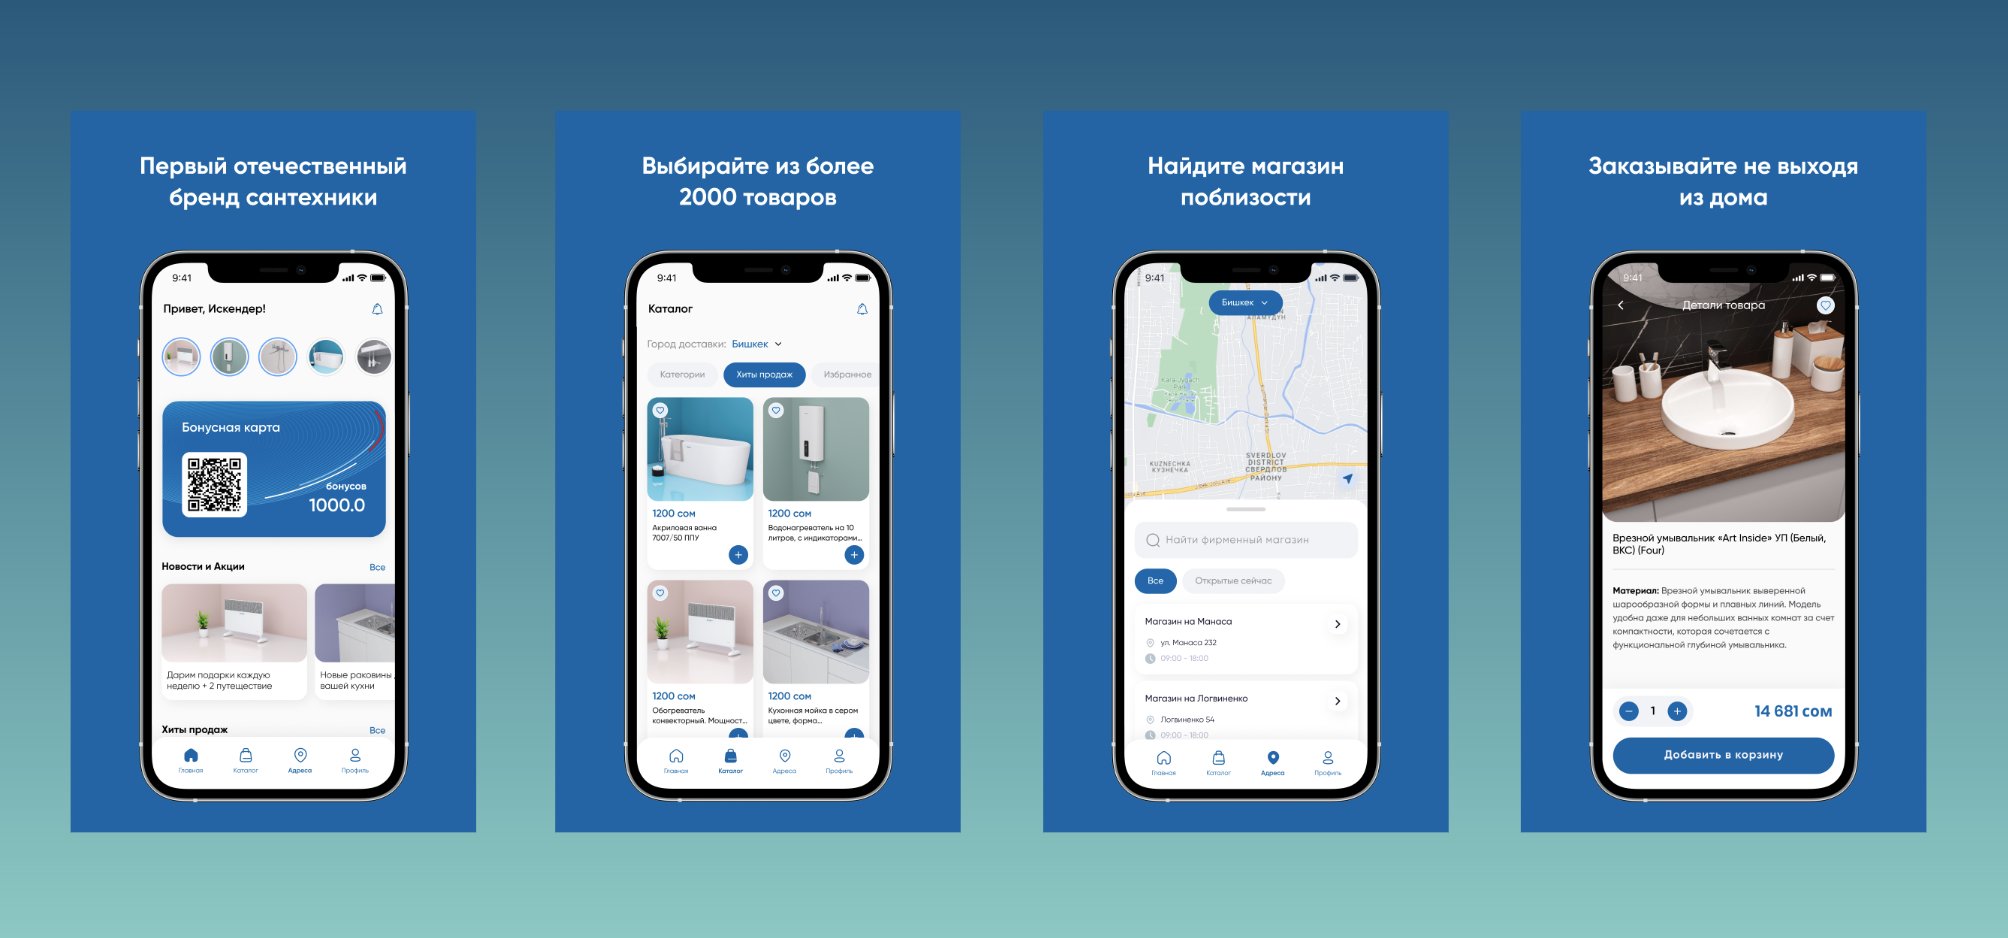 Первый отечественный
бренд сантехники
9:41
Привет, Искендер!
Бонусная карта
бонусов
1000.0
Новости и Акции
Все
Дарим подарки каждую
неделю + 2 путешествие
Новые раковины
вашей кухни
Хиты продаж
Все
Главная
Каталог
Адреса
Профиль
Выбирайте из более
2000 товаров
9:41
Каталог
Город доставки: Бишкек
Категории
Хиты продаж
Избранное
1200 сом
Акриловая ванна
7007/50 ППУ
1200 сом
Водонагреватель на 10
литров, с индикаторами...
1200 сом
Обогреватель
конвекторный. Мощност...
1200 сом
Кухонная мойка в сером
цвете, форма...
Главная
Каталог
Адреса
Профиль
Найдите магазин
поблизости
9:41
Бишкек
АЛАМУДУН
KUZNECHKA
КУЗНЕЧКА
SVERDLOV
DISTRICT
СВЕРДЛОВ
РАЙОНУ
Найти фирменный магазин
Все
Открытые сейчас
Магазин на Манаса
ул. Манаса 232
09:00 - 18:00
Магазин на Логвиненко
Логвиненко 54
09:00 - 18:00
Главная
Каталог
Адреса
Профиль
Заказывайте не выходя
из дома
9:41
Детали товара
Врезной умывальник «Art Inside» УП (Белый,
ВКС) (Four)
Материал: Врезной умывальник выверенной
шарообразной формы и плавных линий. Модель
удобна даже для небольших ванных комнат за счет
компактности, которая сочетается с
функциональной глубиной умывальника.
1
14 681 сом
Добавить в корзину